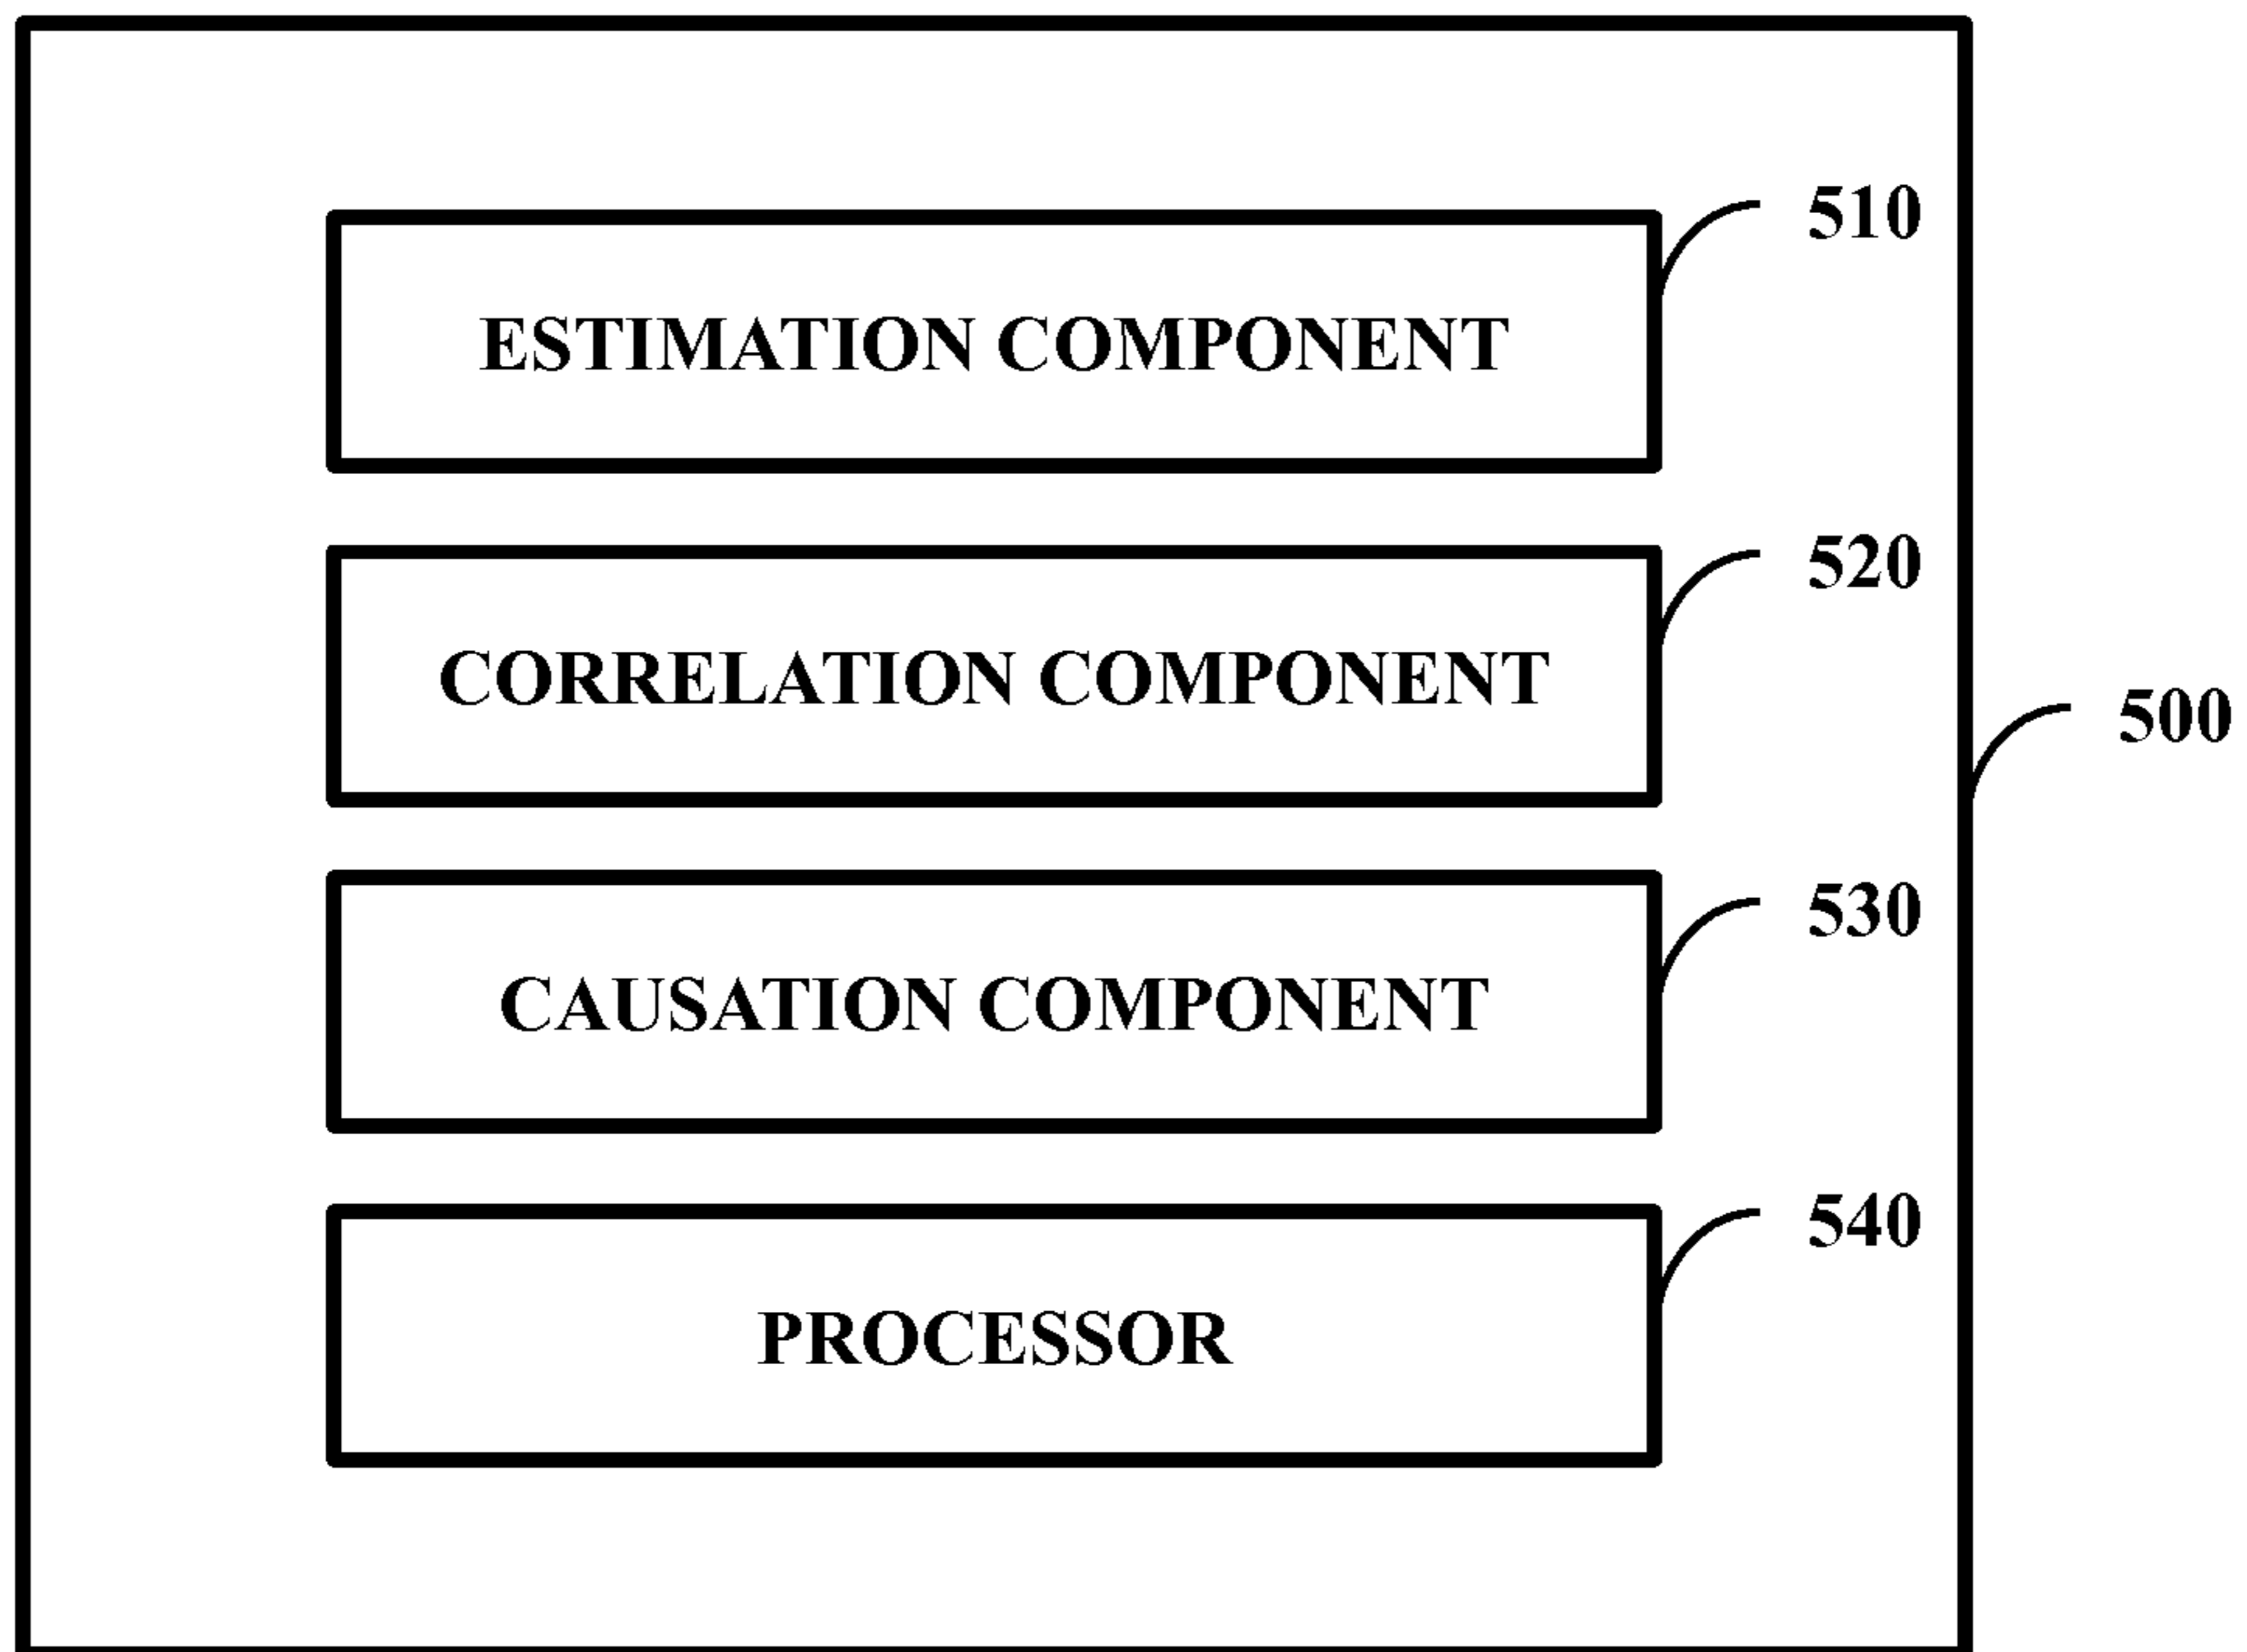 510
ESTIMATION COMPONENT
520
CORRELATION COMPONENT
500
530
CAUSATION COMPONENT
540
PROCESSOR